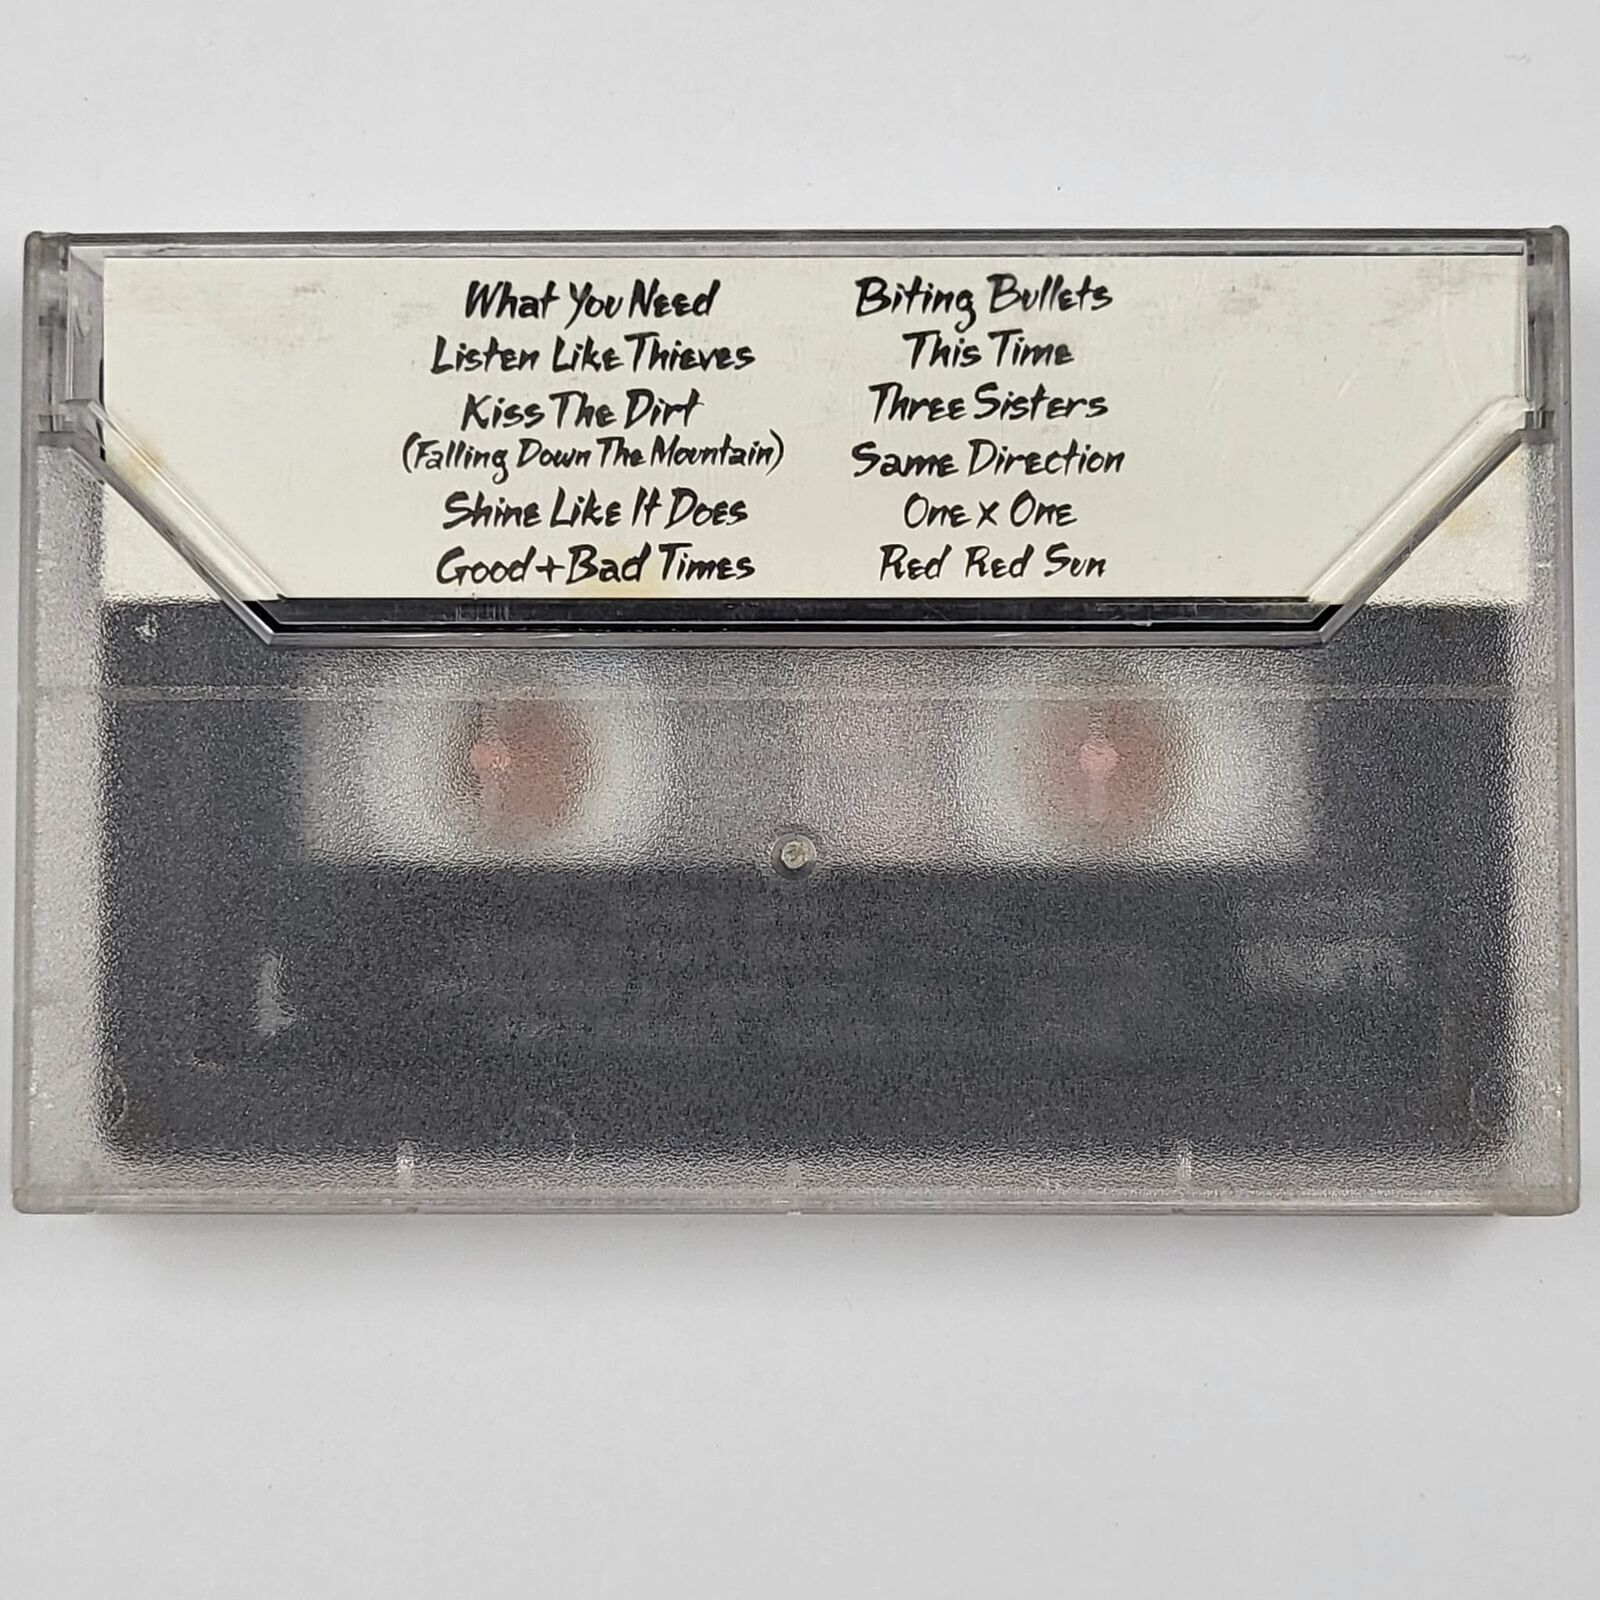 What You Need
Listen Like Thieves
Kiss The Dirt
(Falling Down The Mountain)
Shine Like It Does
Good + Bad Times
Biting Bullets
This Time
Three Sisters
Same Direction
One x One
Red Red Sun